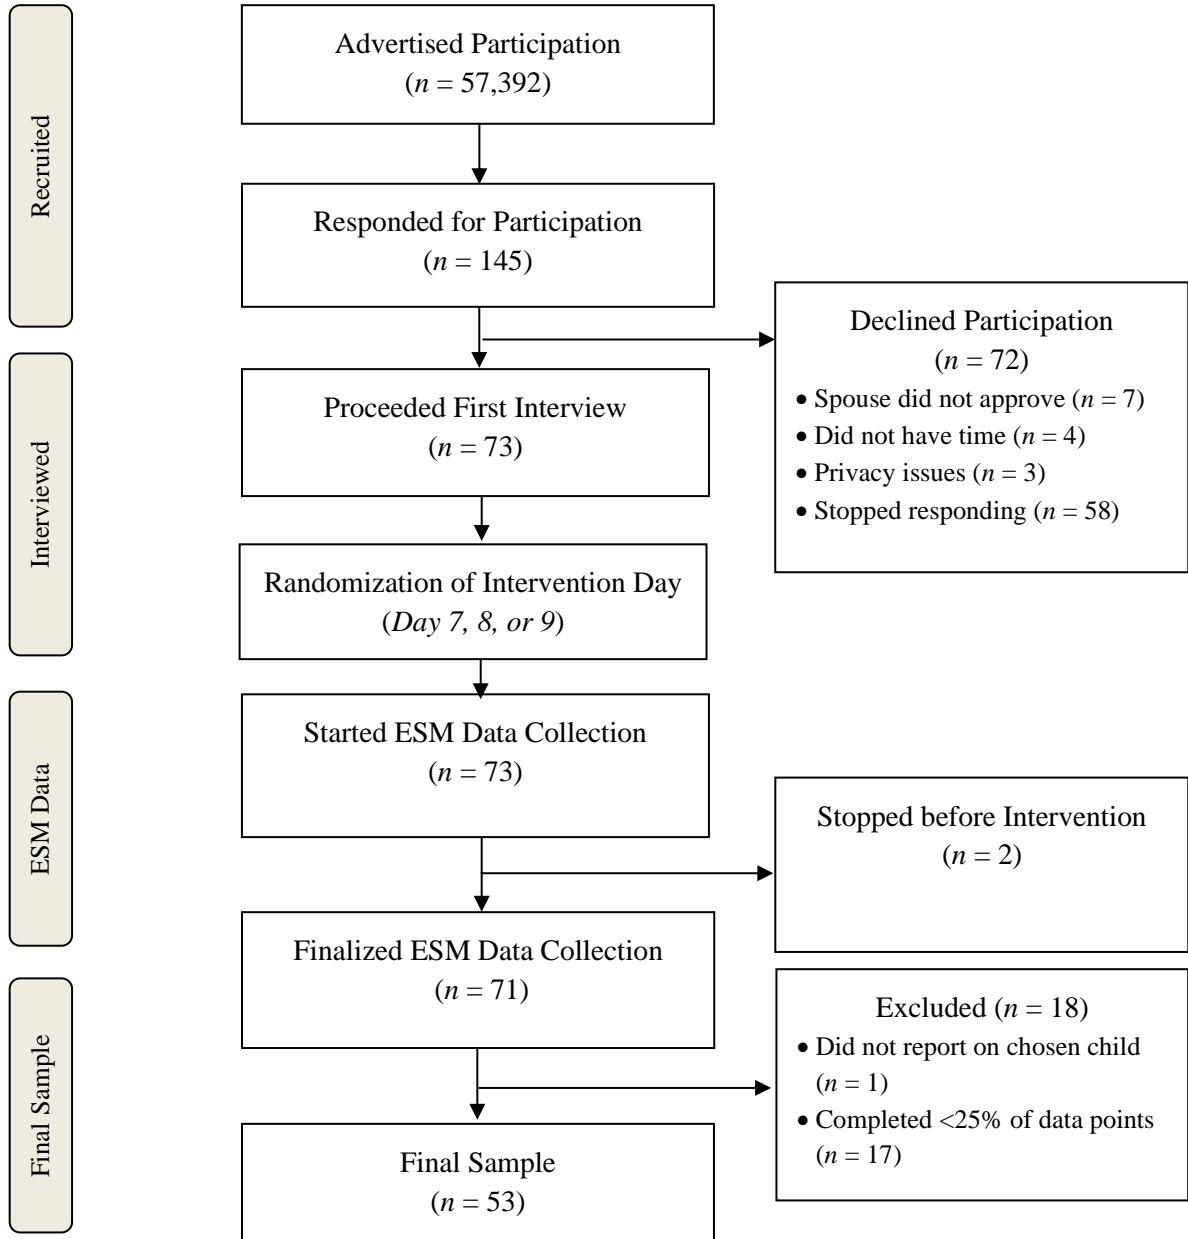 Recruited
Advertised Participation
(n = 57,392)
Responded for Participation
(n = 145)
Declined Participation
(n = 72)
• Spouse did not approve (n = 7)
• Did not have time (n = 4)
• Privacy issues (n = 3)
• Stopped responding (n = 58)
Interviewed
Proceeded First Interview
(n = 73)
Randomization of Intervention Day
(Day 7, 8, or 9)
ESM Data
Started ESM Data Collection
(n = 73)
Stopped before Intervention
(n = 2)
Finalized ESM Data Collection
(n = 71)
Final Sample
Excluded (n = 18)
• Did not report on chosen child
(n = 1)
• Completed <25% of data points
(n = 17)
Final Sample
(n = 53)